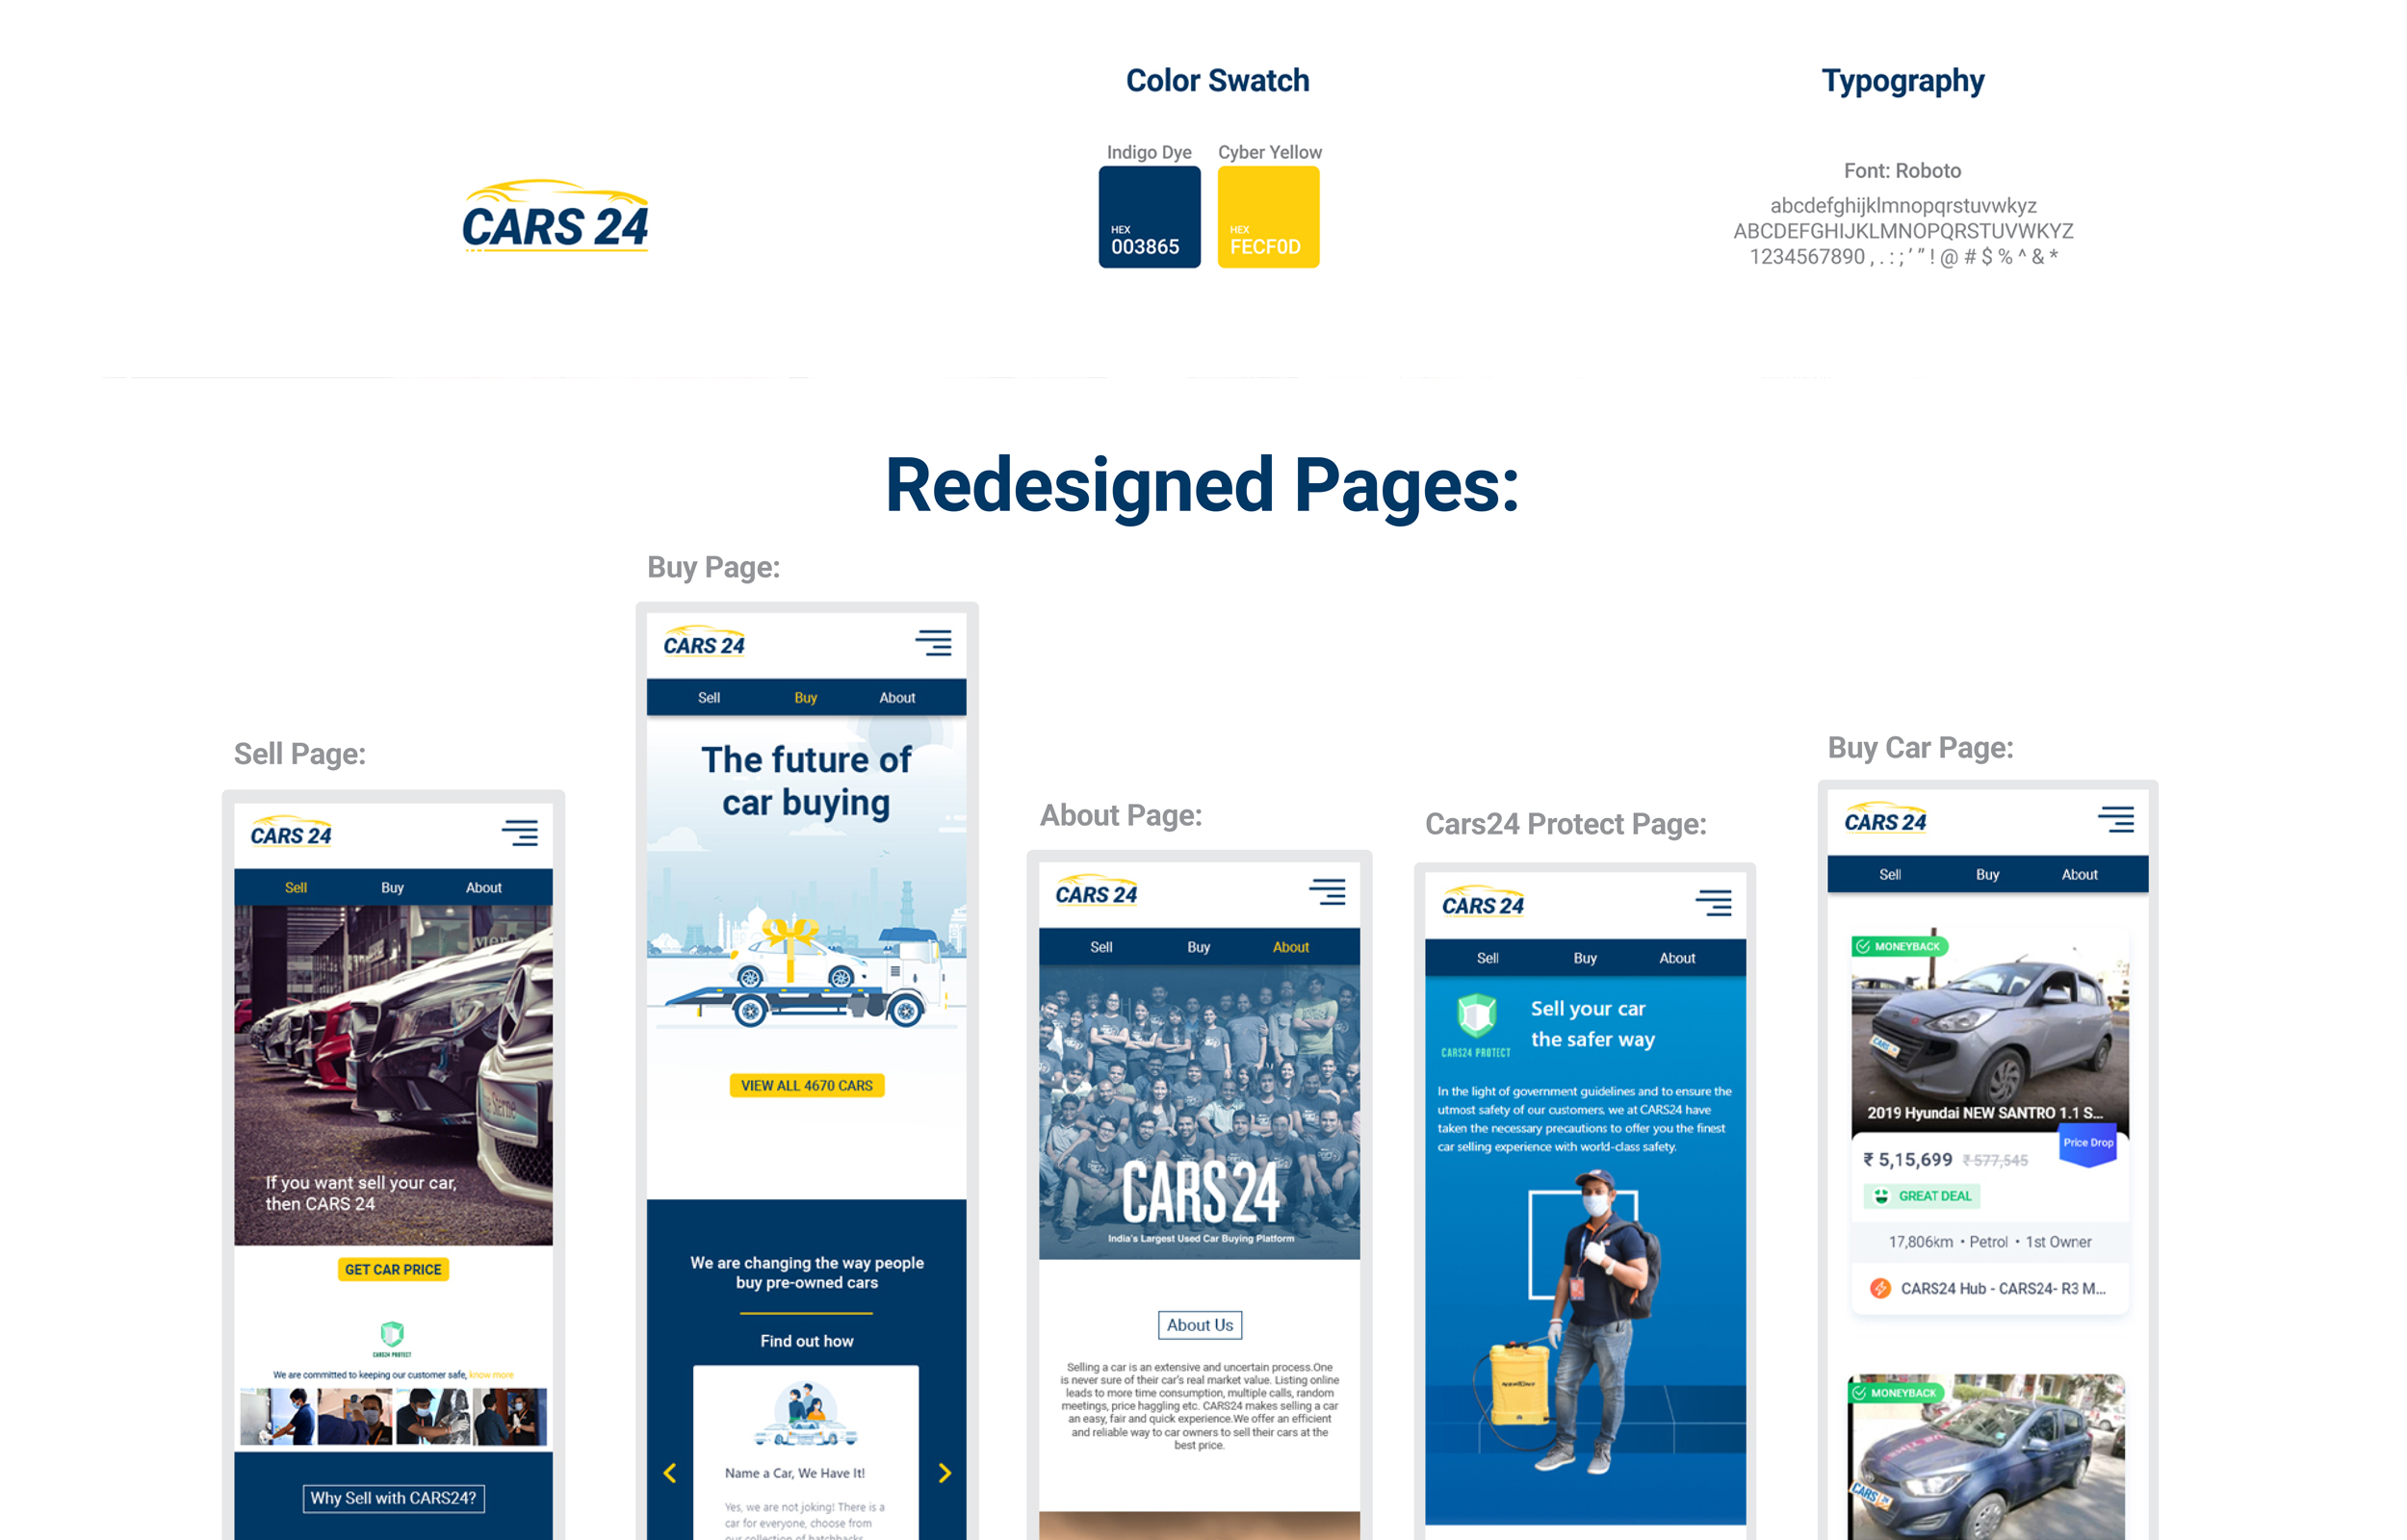 CARS 24
Color Swatch
Indigo Dye
HEX
003865
Cyber Yellow
HEX
FECF0D
Typography
Font: Roboto
abcdefghijklmnopqrstuvwkyz
ABCDEFGHIJKLMNOPQRSTUVWKYZ
1234567890 , . : ; ’ ” ! @ # $ % ^ & *
Redesigned Pages:
Sell Page:
CARS 24
Sell Buy About
If you want sell your car,
then CARS 24
GET CAR PRICE
CARS24 PROTECT
We are committed to keeping our customer safe, know more
Why Sell with CARS24?
Buy Page:
CARS 24
Sell Buy About
The future of
car buying
VIEW ALL 4670 CARS
We are changing the way people
buy pre-owned cars
Find out how
Name a Car, We Have It!
Yes, we are not joking! There is a
car for everyone, choose from
our collection of hatchbacks
About Page:
CARS 24
Sell Buy About
CARS24
India's Largest Used Car Buying Platform
About Us
Selling a car is an extensive and uncertain process.One
is never sure of their car's real market value. Listing online
leads to more time consumption, multiple calls, random
meetings, price haggling etc. CARS24 makes selling a car
an easy, fair and quick experience.We offer an efficient
and reliable way to car owners to sell their cars at the
best price.
Cars24 Protect Page:
CARS 24
Sell Buy About
CARS24 PROTECT
Sell your car
the safer way
In the light of government guidelines and to ensure the
utmost safety of our customers, we at CARS24 have
taken the necessary precautions to offer you the finest
car selling experience with world-class safety.
Buy Car Page:
CARS 24
Sell Buy About
MONEYBACK
CARS
2019 Hyundai NEW SANTRO 1.1 S...
Price Drop
₹ 5,15,699 ₹ 577,545
GREAT DEAL
17,806km • Petrol • 1st Owner
CARS24 Hub - CARS24- R3 M...
MONEYBACK
CARS